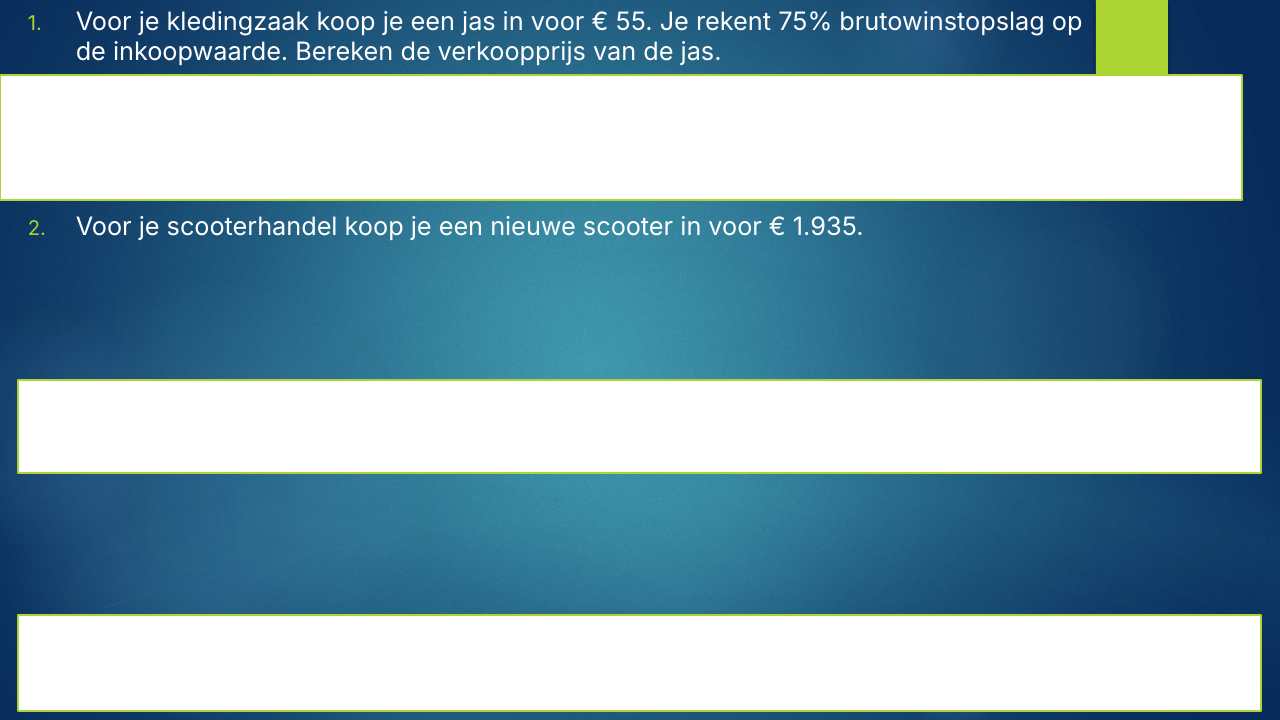 1. Voor je kledingzaak koop je een jas in voor € 55. Je rekent 75% brutowinstopslag op
de inkoopwaarde. Bereken de verkoopprijs van de jas.
2. Voor je scooterhandel koop je een nieuwe scooter in voor € 1.935.